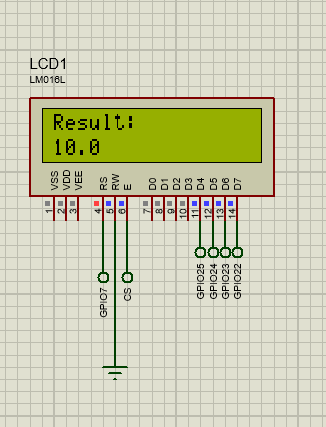 LCD1
LM016L
Result:
10.0
VSS VDD VEE RS RW E D0 D1 D2 D3 D4 D5 D6 D7
1 2 3 4 5 6 7 8 9 10 11 12 13 14
GPIO7 CS GPIO25 GPIO24 GPIO23 GPIO22